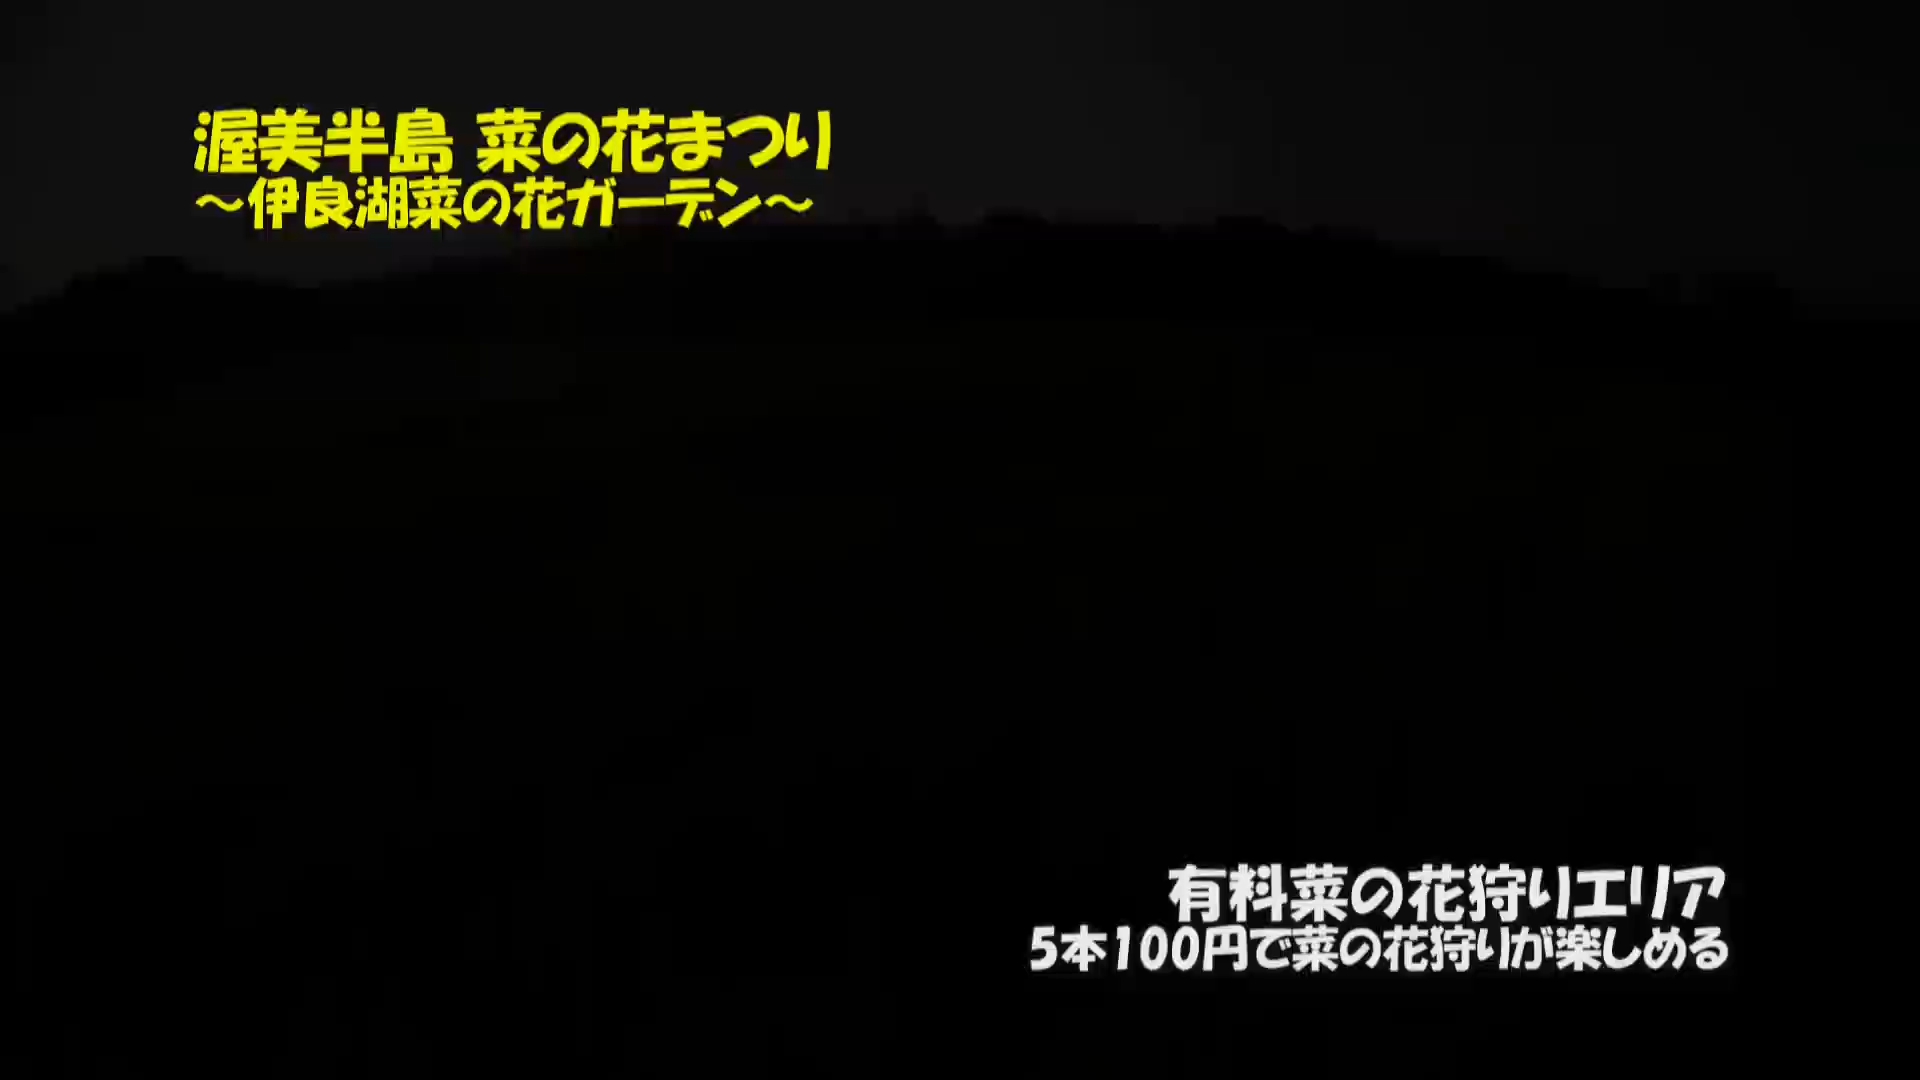 渥美半島 菜の花まつり
～伊良湖菜の花ガーデン～
有料菜の花狩りエリア
5本100円で菜の花狩りが楽しめる